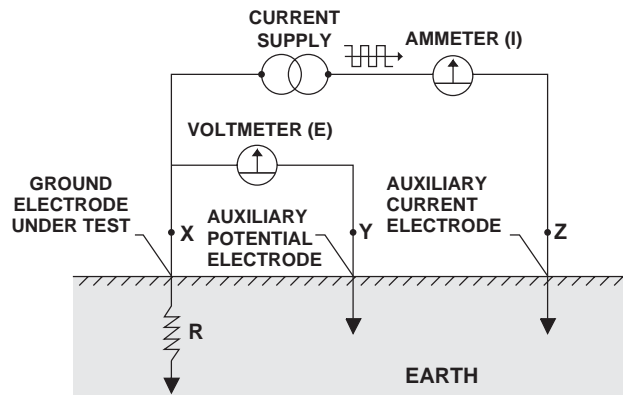 CURRENT
SUPPLY
AMMETER (I)
VOLTMETER (E)
GROUND
ELECTRODE
UNDER TEST
X
AUXILIARY
POTENTIAL
ELECTRODE
Y
AUXILIARY
CURRENT
ELECTRODE
Z
R
EARTH